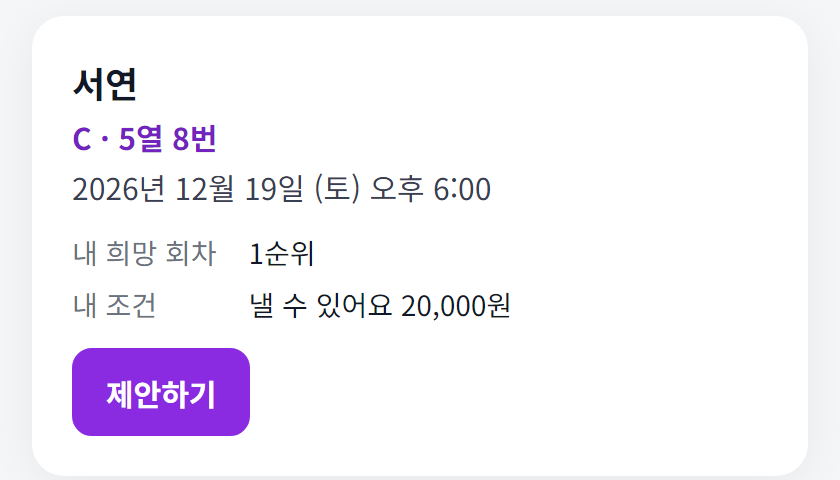 서연
C · 5열 8번
2026년 12월 19일 (토) 오후 6:00
내 희망 회차 1순위
내 조건 낼 수 있어요 20,000원
제안하기